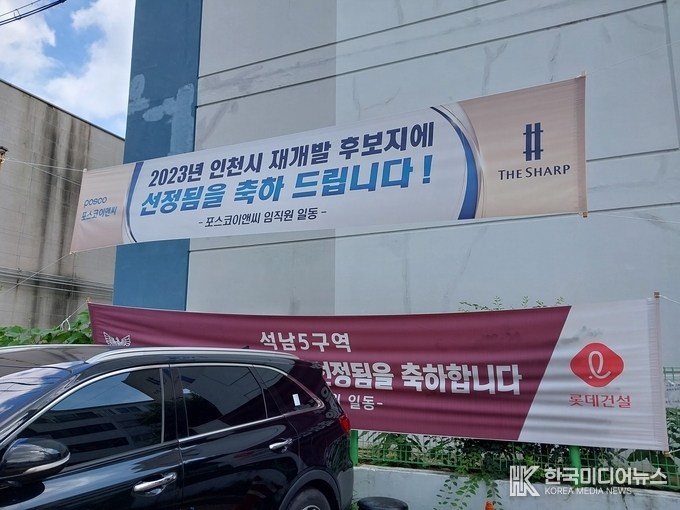 2023년 인천시 재개발 후보지에
선정됨을 축하 드립니다!
- 포스코이앤씨 임직원 일동 -
posco
포스코이앤씨
THE SHARP
석남5구역
선정됨을 축하합니다
일동-
롯데건설
한국미디어뉴스
KOREA MEDIA NEWS